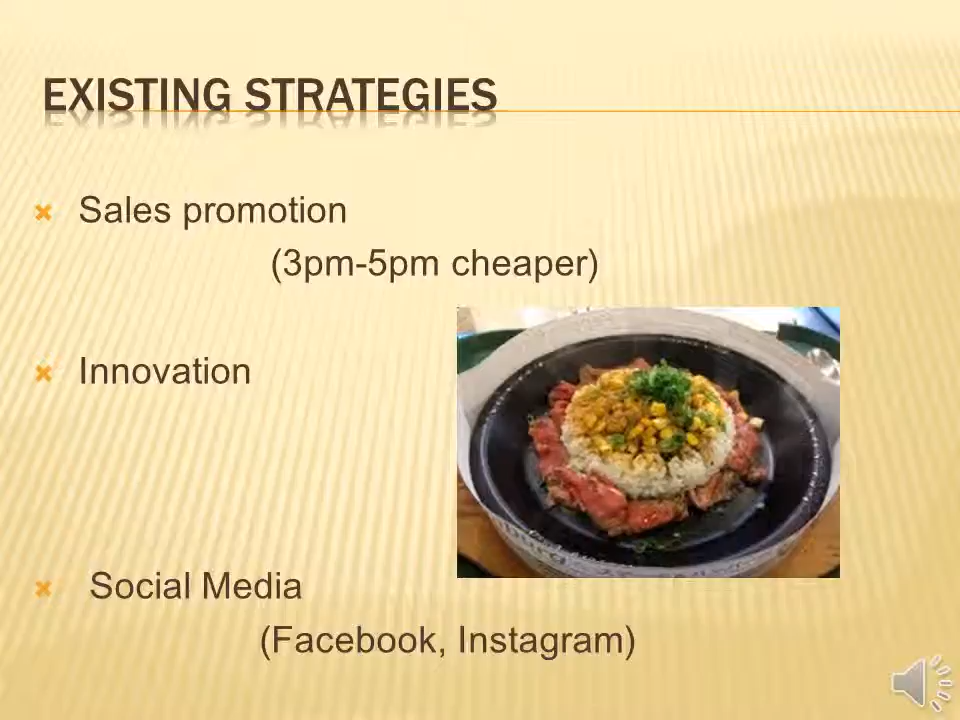 EXISTING STRATEGIES
Sales promotion
(3pm-5pm cheaper)
Innovation
Social Media
(Facebook, Instagram)